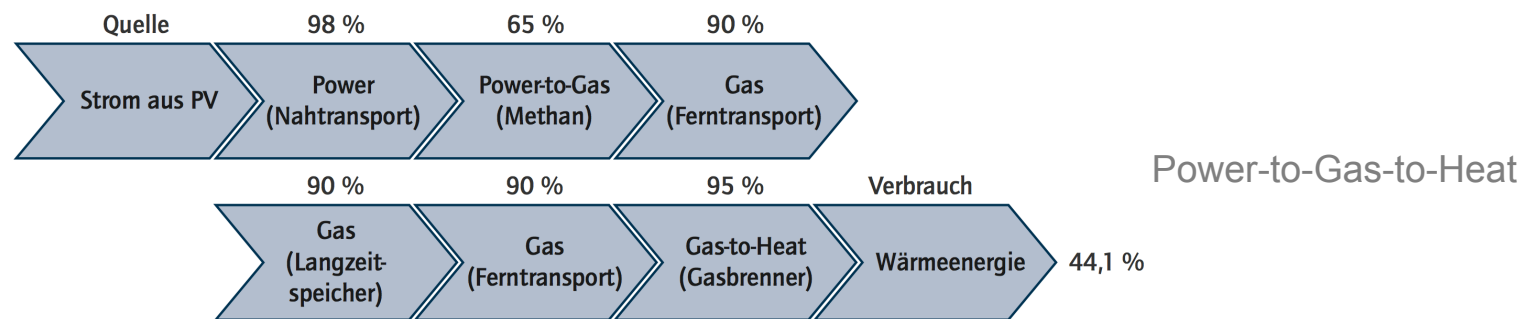 Quelle 98 % 65 % 90 %
Strom aus PV
Power
(Nahtransport)
Power-to-Gas
(Methan)
Gas
(Ferntransport)
Power-to-Gas-to-Heat
90 % 90 % 95 % Verbrauch
Gas
(Langzeit-
speicher)
Gas
(Ferntransport)
Gas-to-Heat
(Gasbrenner)
Wärmeenergie
44,1 %